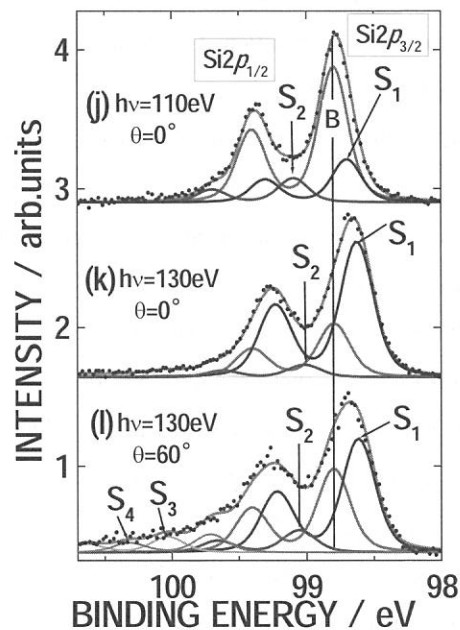 INTENSITY / arb.units
4
3
2
1
Si2p1/2
Si2p3/2
(j) hν=110eV
θ=0°
S2
B
S1
(k) hν=130eV
θ=0°
S2
S1
(l) hν=130eV
θ=60°
S2
S1
S4
S3
100
99
98
BINDING ENERGY / eV